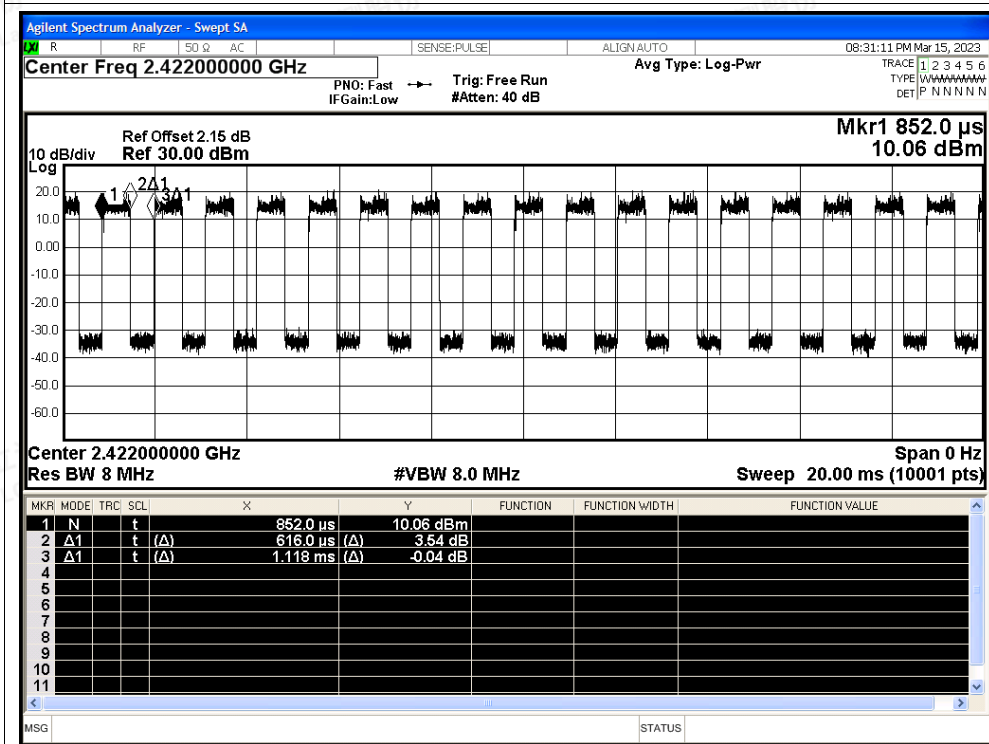 Agilent Spectrum Analyzer - Swept SA
LXI R RF 50 Ω AC SENSE:PULSE ALIGN AUTO 08:31:11 PM Mar 15, 2023
Center Freq 2.422000000 GHz
PNO: Fast
IFGain:Low
Trig: Free Run
#Atten: 40 dB
Avg Type: Log-Pwr
TRACE 1 2 3 4 5 6
TYPE WWWWWW
DET P N N N N N
Mkr1 852.0 µs
10.06 dBm
Ref Offset 2.15 dB
10 dB/div Ref 30.00 dBm
Log
20.0
10.0
0.00
-10.0
-20.0
-30.0
-40.0
-50.0
-60.0
1 2Δ1 3Δ1
Center 2.422000000 GHz Span 0 Hz
Res BW 8 MHz #VBW 8.0 MHz Sweep 20.00 ms (10001 pts)
MKR MODE TRC SCL X Y FUNCTION FUNCTION WIDTH FUNCTION VALUE
1 N t 852.0 µs 10.06 dBm
2 Δ1 t (Δ) 616.0 µs (Δ) 3.54 dB
3 Δ1 t (Δ) 1.118 ms (Δ) -0.04 dB
4
5
6
7
8
9
10
11
MSG STATUS